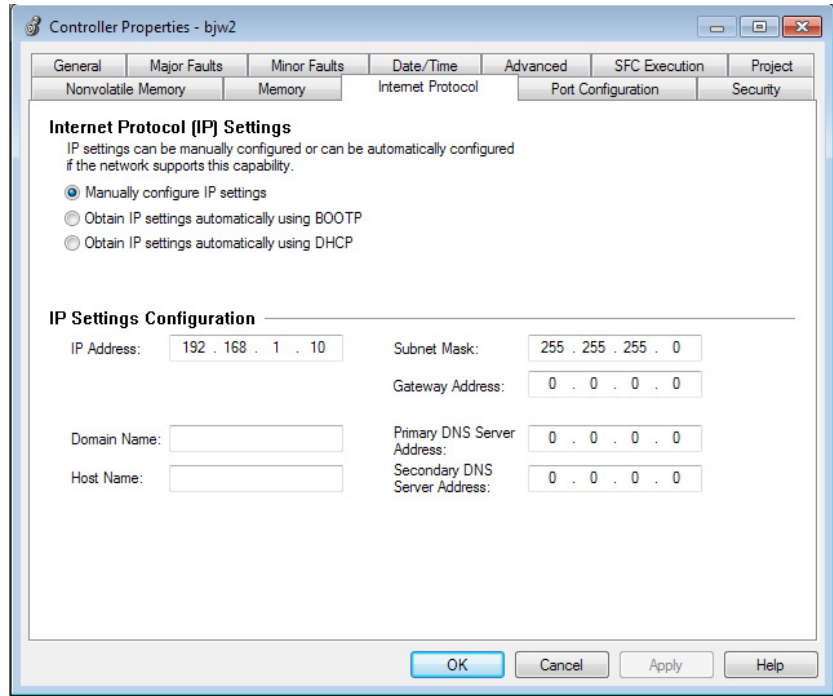 Controller Properties - bjw2
General Major Faults Minor Faults Date/Time Advanced SFC Execution Project
Nonvolatile Memory Memory Internet Protocol Port Configuration Security
Internet Protocol (IP) Settings
IP settings can be manually configured or can be automatically configured
if the network supports this capability.
Manually configure IP settings
Obtain IP settings automatically using BOOTP
Obtain IP settings automatically using DHCP
IP Settings Configuration
IP Address: 192 . 168 . 1 . 10 Subnet Mask: 255 . 255 . 255 . 0
Gateway Address: 0 . 0 . 0 . 0
Domain Name: Primary DNS Server
Address: 0 . 0 . 0 . 0
Host Name: Secondary DNS
Server Address: 0 . 0 . 0 . 0
OK Cancel Apply Help